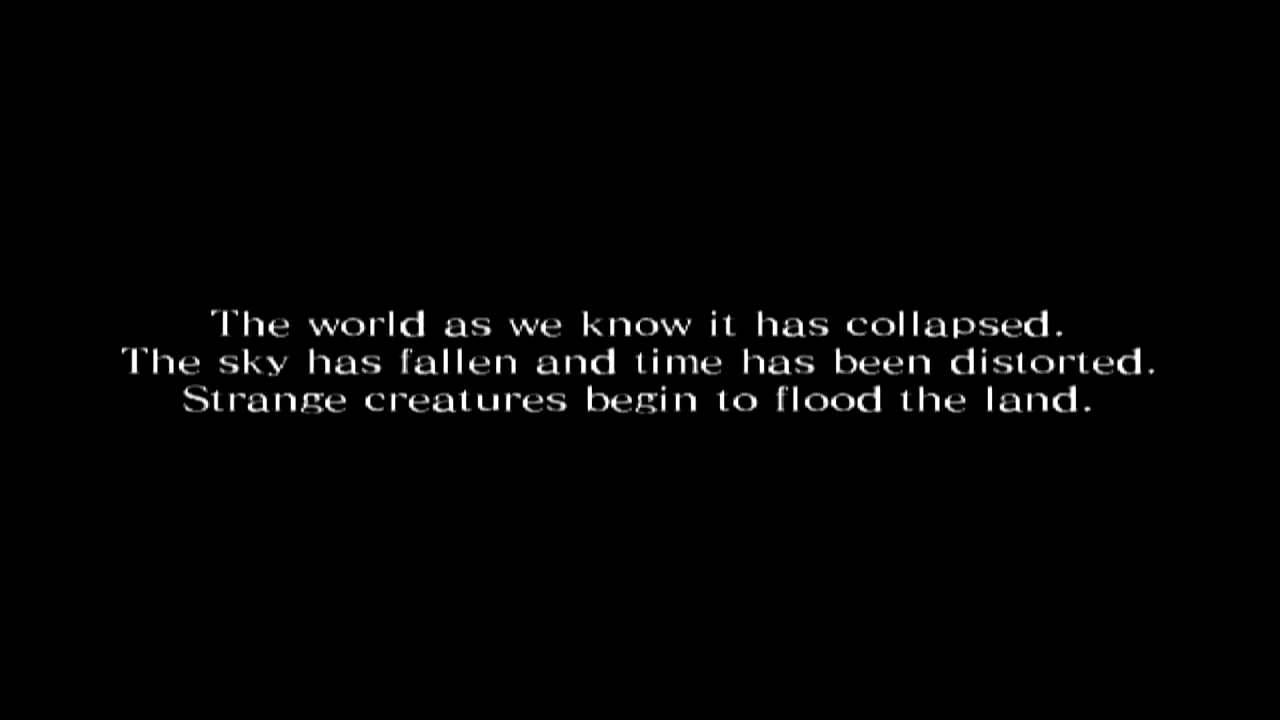 The world as we know it has collapsed.
The sky has fallen and time has been distorted.
Strange creatures begin to flood the land.